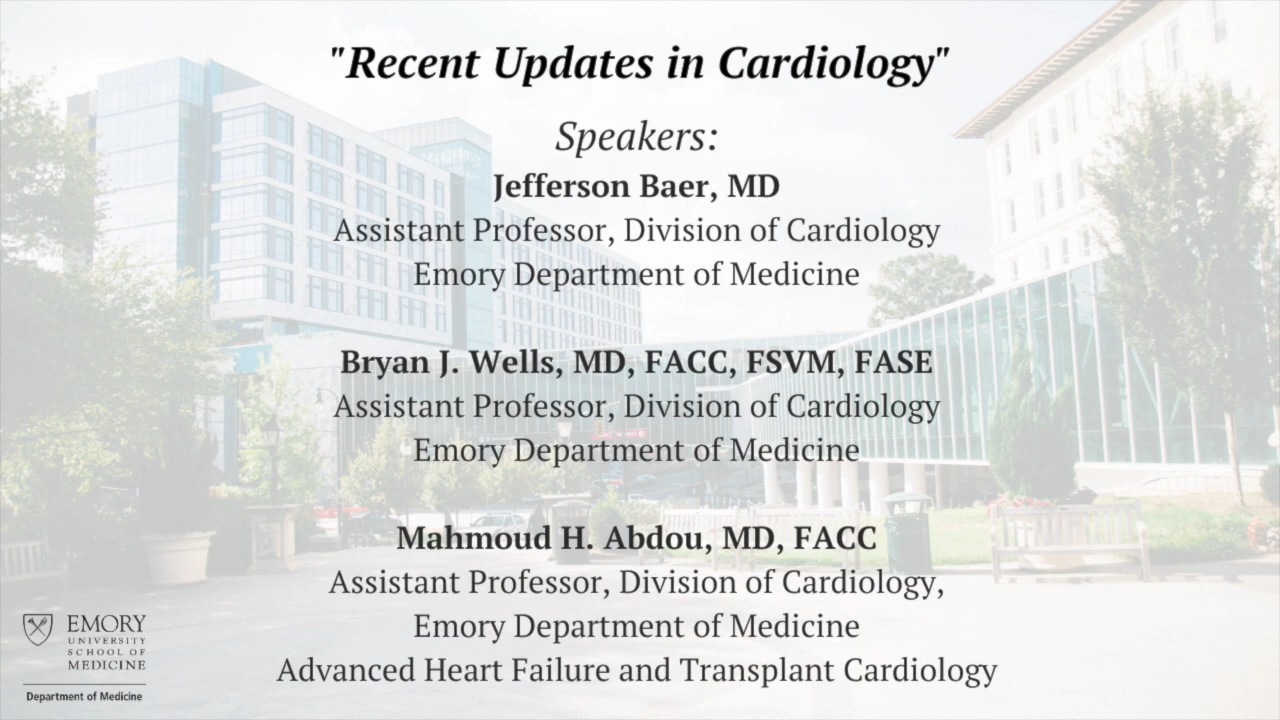 "Recent Updates in Cardiology"
Speakers:
Jefferson Baer, MD
Assistant Professor, Division of Cardiology
Emory Department of Medicine
Bryan J. Wells, MD, FACC, FSVM, FASE
Assistant Professor, Division of Cardiology
Emory Department of Medicine
Mahmoud H. Abdou, MD, FACC
Assistant Professor, Division of Cardiology,
Emory Department of Medicine
Advanced Heart Failure and Transplant Cardiology
EMORY
UNIVERSITY
SCHOOL OF
MEDICINE
Department of Medicine